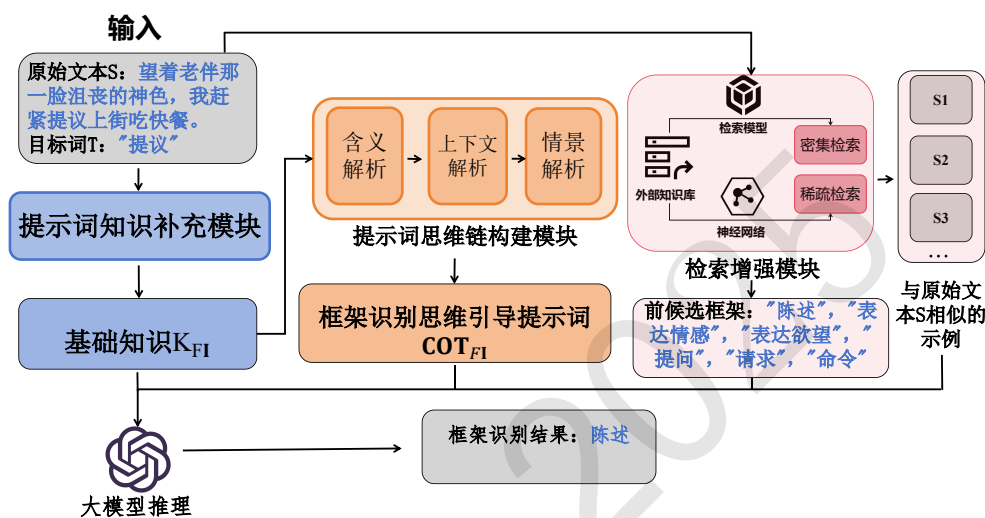 输入
原始文本S：望着老伴那
一脸沮丧的神色，我赶
紧提议上街吃快餐。
目标词T："提议"
提示词知识补充模块
基础知识K_FI
含义
解析
上下文
解析
情景
解析
提示词思维链构建模块
框架识别思维引导提示词
COT_FI
检索模型
外部知识库
神经网络
密集检索
稀疏检索
检索增强模块
前候选框架："陈述"，"表
达情感"，"表达欲望"，"
提问"，"请求"，"命令"
S1
S2
S3
...
与原始文
本S相似的
示例
大模型推理
框架识别结果：陈述
2025